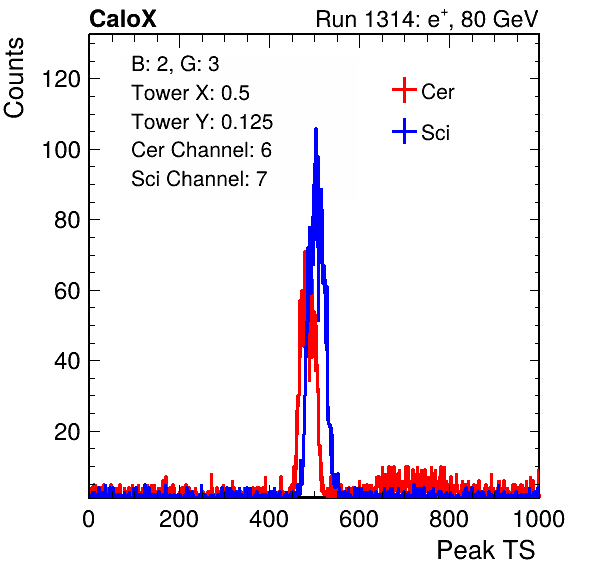 CaloX Run 1314: e⁺, 80 GeV
B: 2, G: 3
Tower X: 0.5
Tower Y: 0.125
Cer Channel: 6
Sci Channel: 7
Cer
Sci
Counts
120
100
80
60
40
20
0 200 400 600 800 1000
Peak TS